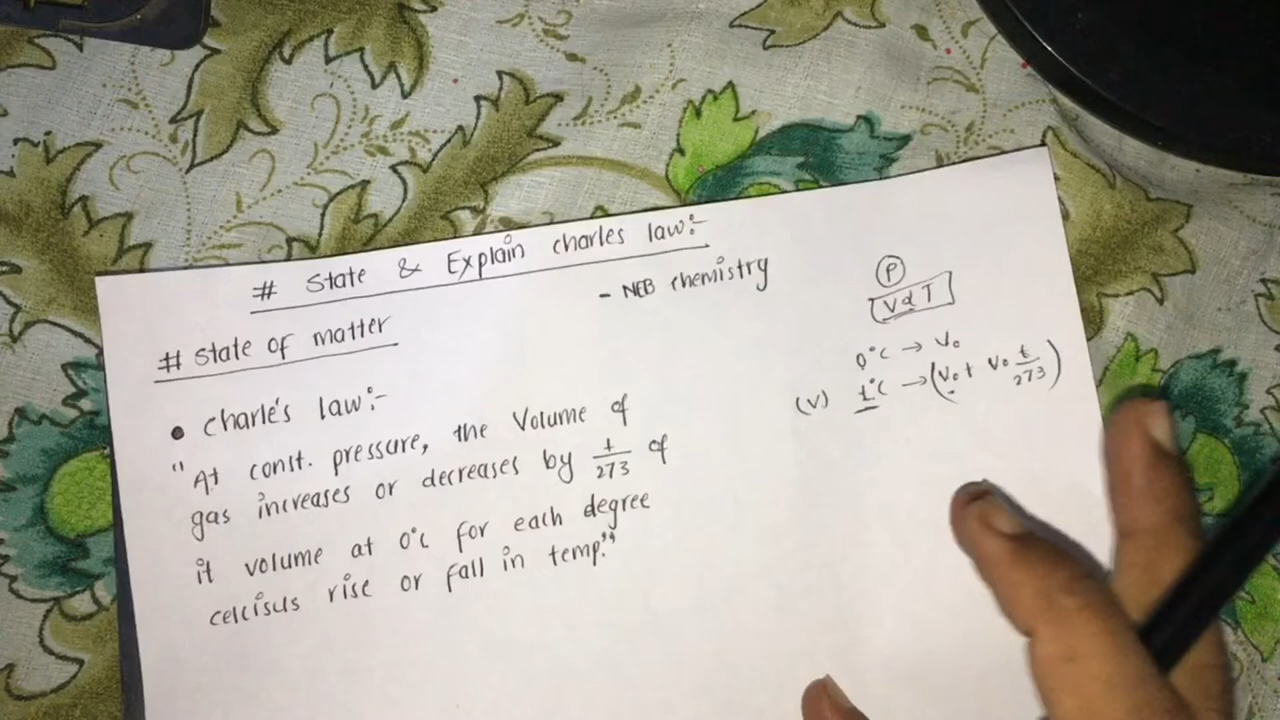 # State & Explain charles law:-
- NEB chemistry
# state of matter
• Charle's law:-
"At const. pressure, the Volume of
gas increases or decreases by t/273 of
it volume at 0°c for each degree
celcisus rise or fall in temp."
P
V α T
0°c → V₀
(V) t°c → (V₀ + V₀ t/273)